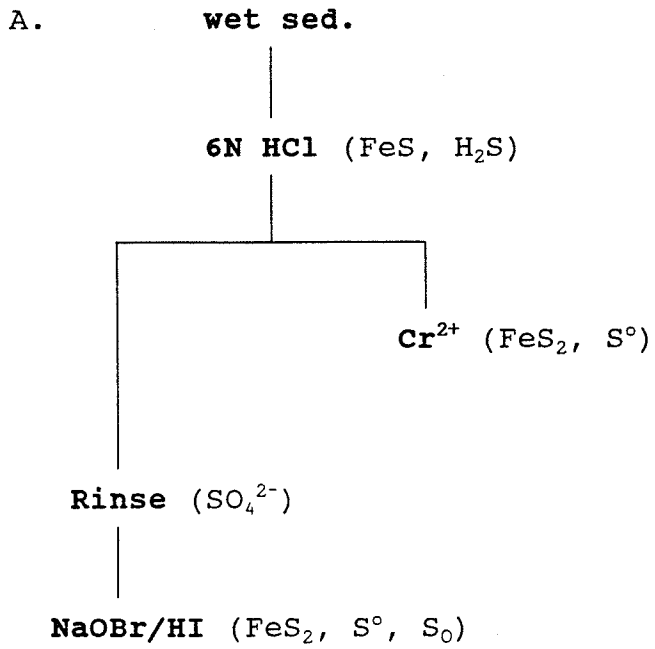 A. wet sed.
6N HCl (FeS, H₂S)
Cr²⁺ (FeS₂, S°)
Rinse (SO₄²⁻)
NaOBr/HI (FeS₂, S°, S₀)